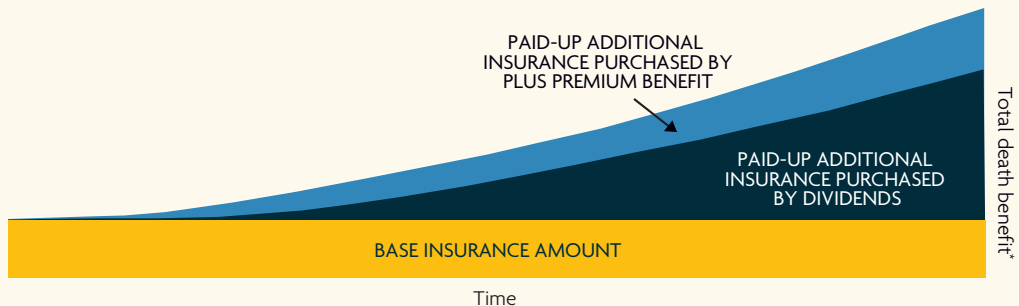 PAID-UP ADDITIONAL
INSURANCE PURCHASED BY
PLUS PREMIUM BENEFIT
PAID-UP ADDITIONAL
INSURANCE PURCHASED
BY DIVIDENDS
Total death benefit*
BASE INSURANCE AMOUNT
Time